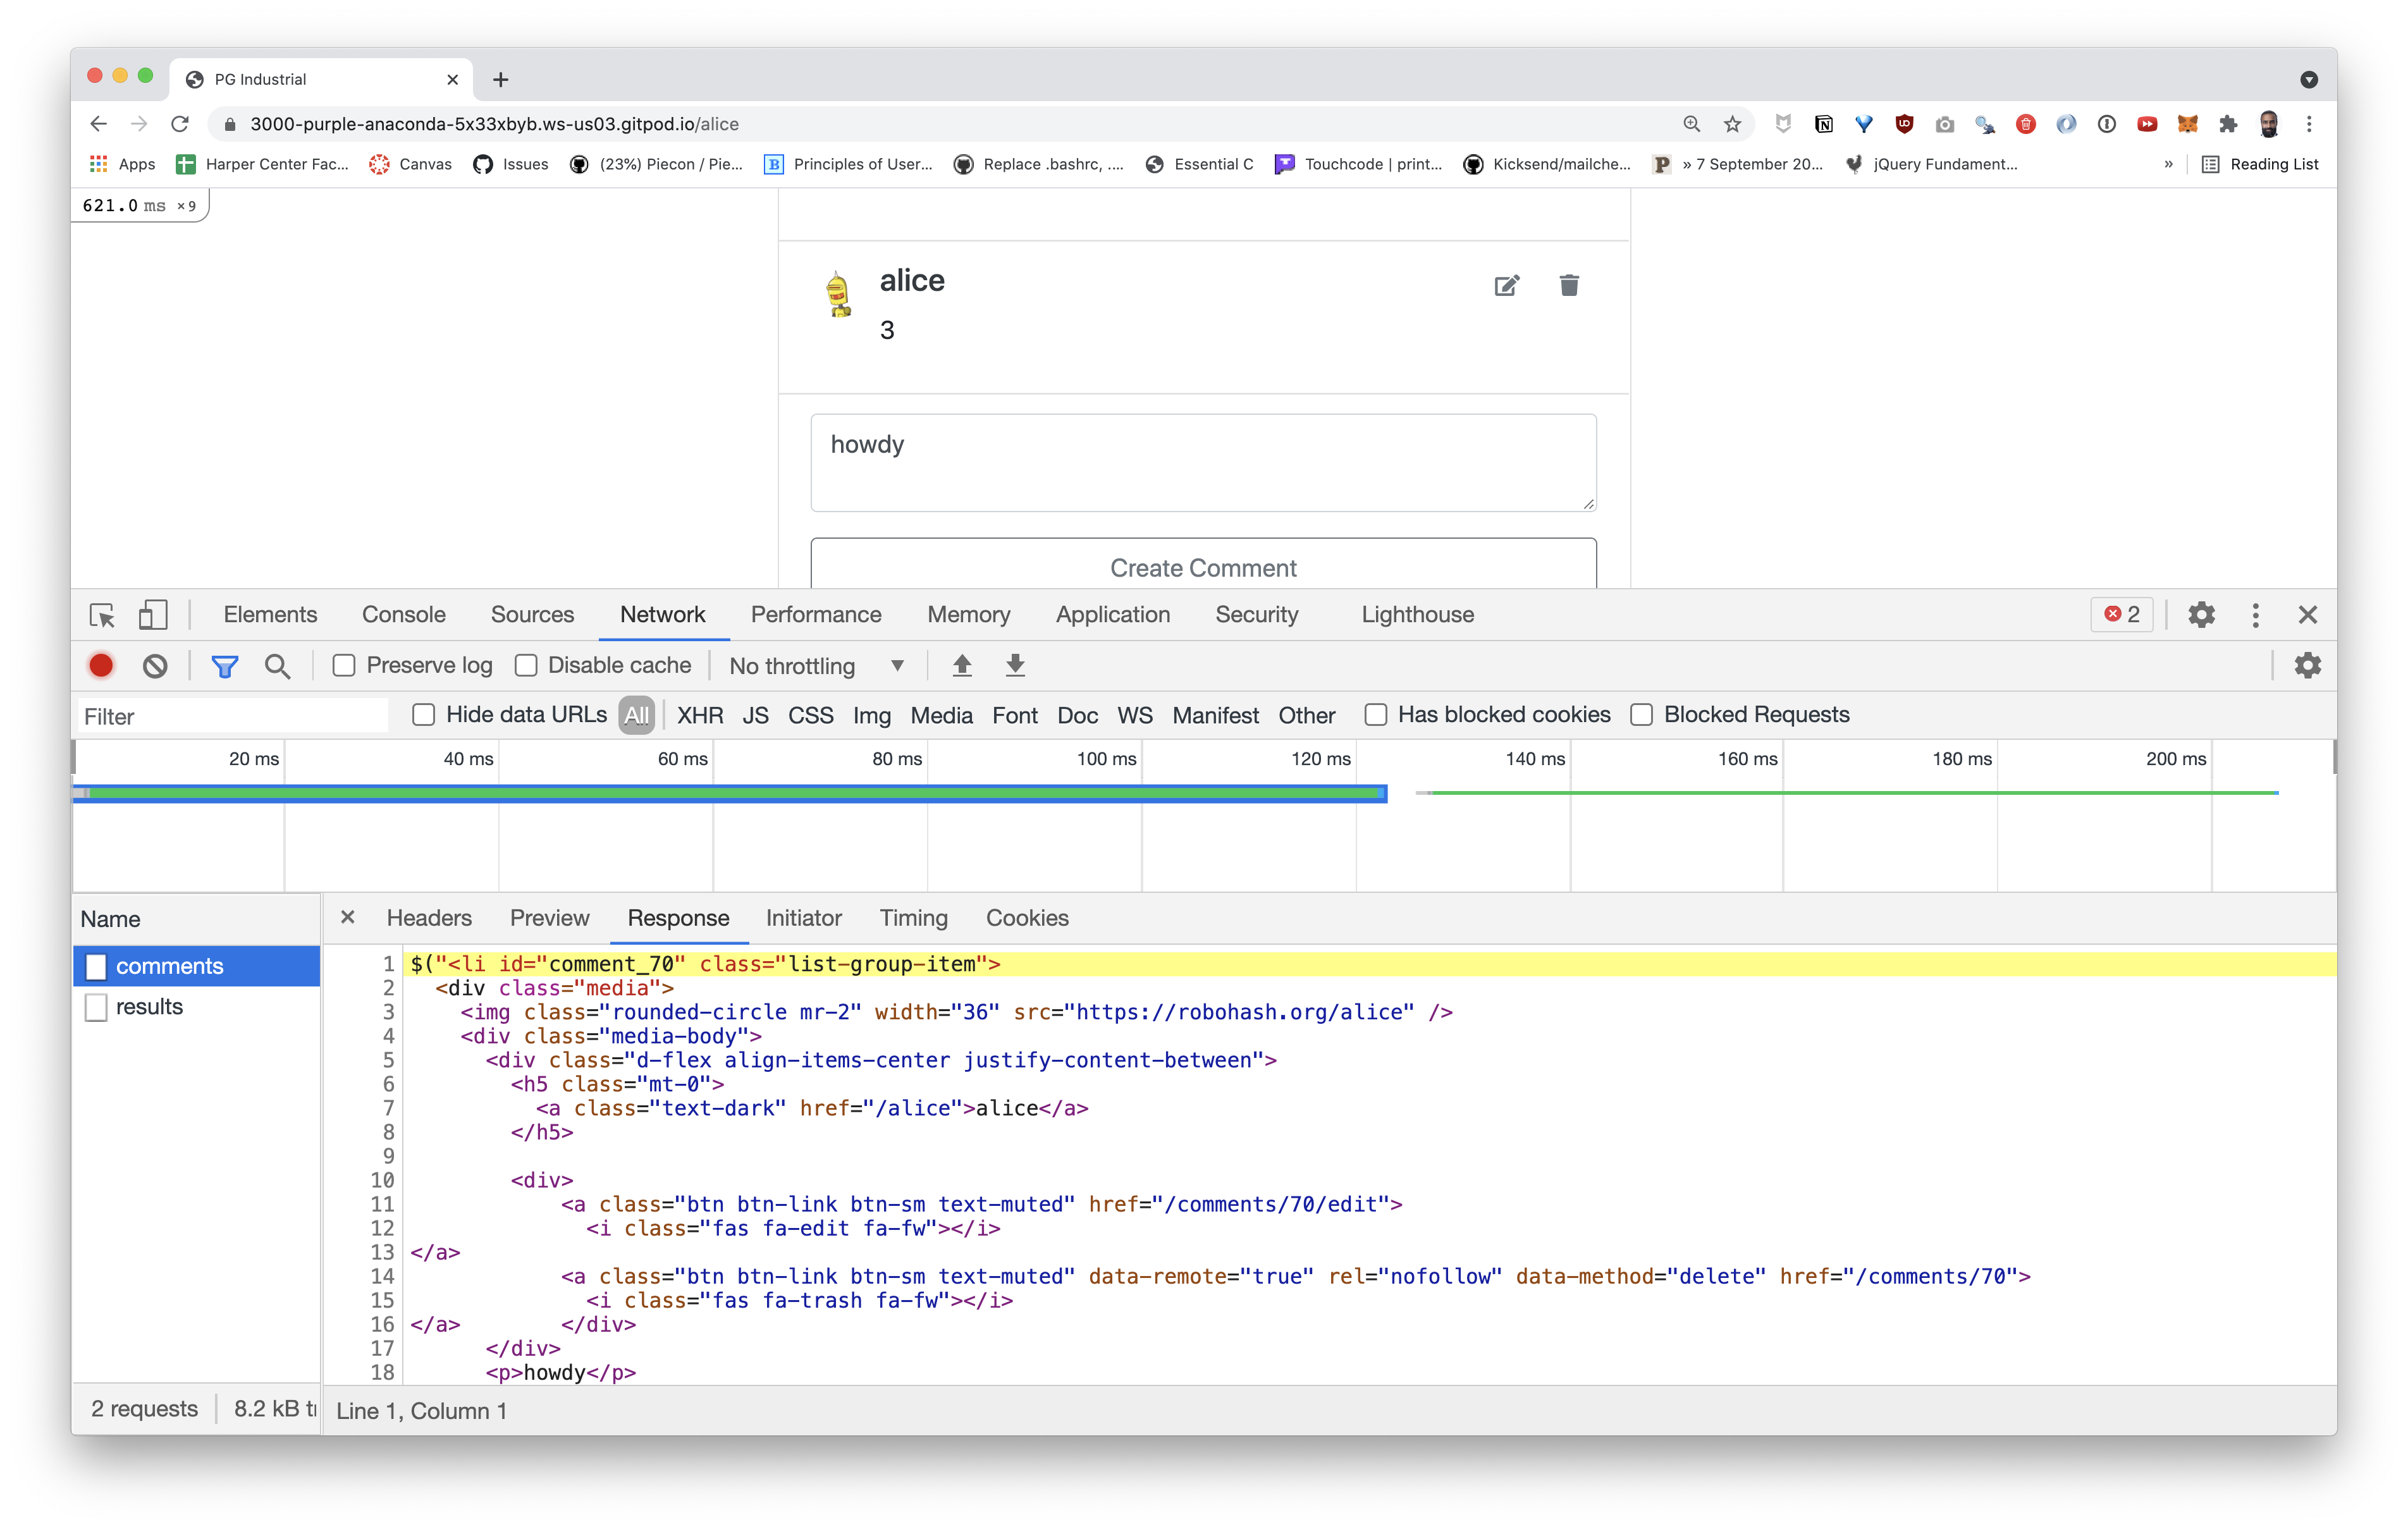 PG Industrial
3000-purple-anaconda-5x33xbyb.ws-us03.gitpod.io/alice
Apps Harper Center Fac... Canvas Issues (23%) Piecon / Pie... Principles of User... Replace .bashrc, .... Essential C Touchcode | print... Kicksend/mailche... » 7 September 20... jQuery Fundament... » Reading List
621.0 ms ×9
alice
3
howdy
Create Comment
Elements Console Sources Network Performance Memory Application Security Lighthouse 2
Preserve log Disable cache No throttling
Filter Hide data URLs All XHR JS CSS Img Media Font Doc WS Manifest Other Has blocked cookies Blocked Requests
20 ms 40 ms 60 ms 80 ms 100 ms 120 ms 140 ms 160 ms 180 ms 200 ms
Name
comments
results
Headers Preview Response Initiator Timing Cookies
1 $("<li id="comment_70" class="list-group-item">
2 <div class="media">
3 <img class="rounded-circle mr-2" width="36" src="https://robohash.org/alice" />
4 <div class="media-body">
5 <div class="d-flex align-items-center justify-content-between">
6 <h5 class="mt-0">
7 <a class="text-dark" href="/alice">alice</a>
8 </h5>
9
10 <div>
11 <a class="btn btn-link btn-sm text-muted" href="/comments/70/edit">
12 <i class="fas fa-edit fa-fw"></i>
13 </a>
14 <a class="btn btn-link btn-sm text-muted" data-remote="true" rel="nofollow" data-method="delete" href="/comments/70">
15 <i class="fas fa-trash fa-fw"></i>
16 </a> </div>
17 </div>
18 <p>howdy</p>
2 requests 8.2 kB tr
Line 1, Column 1